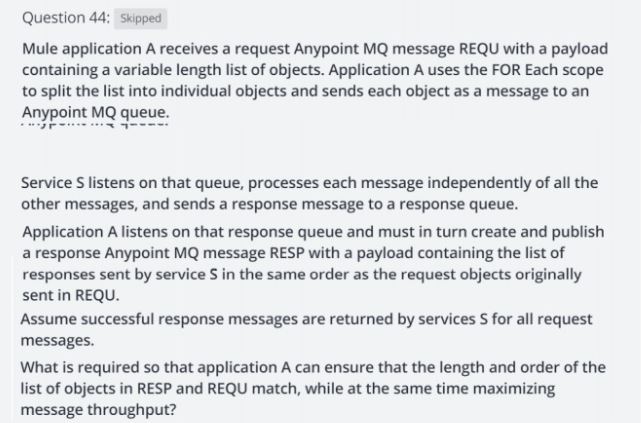 Question 44: Skipped
Mule application A receives a request Anypoint MQ message REQU with a payload
containing a variable length list of objects. Application A uses the FOR Each scope
to split the list into individual objects and sends each object as a message to an
Anypoint MQ queue.
Service S listens on that queue, processes each message independently of all the
other messages, and sends a response message to a response queue.
Application A listens on that response queue and must in turn create and publish
a response Anypoint MQ message RESP with a payload containing the list of
responses sent by service S in the same order as the request objects originally
sent in REQU.
Assume successful response messages are returned by services S for all request
messages.
What is required so that application A can ensure that the length and order of the
list of objects in RESP and REQU match, while at the same time maximizing
message throughput?